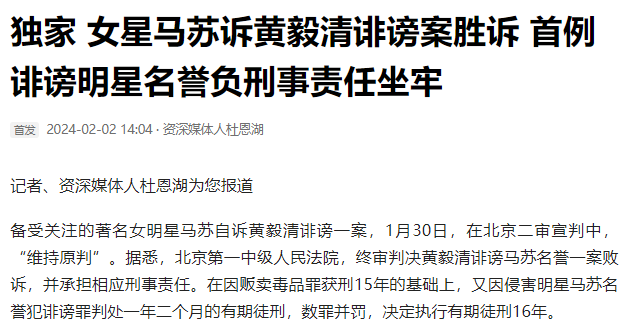 独家 女星马苏诉黄毅清诽谤案胜诉 首例
诽谤明星名誉负刑事责任坐牢
首发 2024-02-02 14:04 · 资深媒体人杜恩湖
记者、资深媒体人杜恩湖为您报道
备受关注的著名女明星马苏自诉黄毅清诽谤一案，1月30日，在北京二审宣判中，
“维持原判”。据悉，北京第一中级人民法院，终审判决黄毅清诽谤马苏名誉一案败
诉，并承担相应刑事责任。在因贩卖毒品罪获刑15年的基础上，又因侵害明星马苏名
誉犯诽谤罪判处一年二个月的有期徒刑，数罪并罚，决定执行有期徒刑16年。